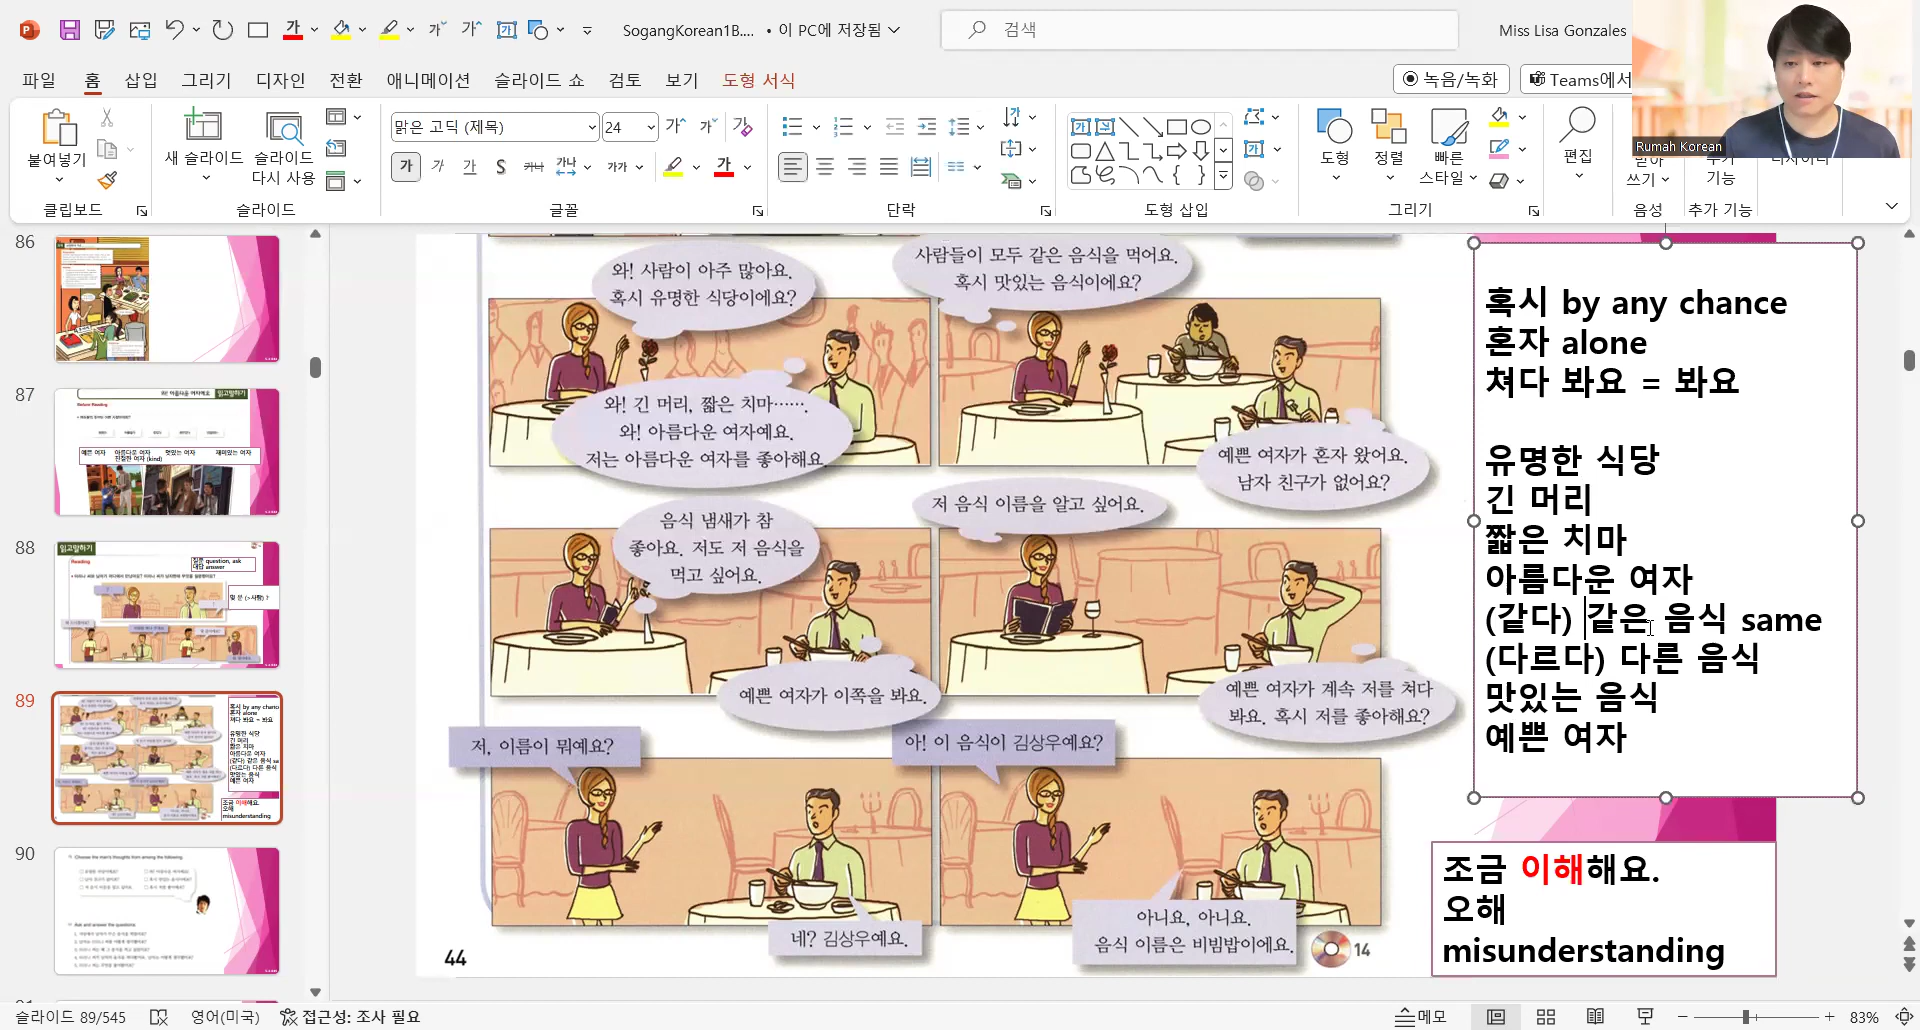 SogangKorean1B.... • 이 PC에 저장됨
검색
Miss Lisa Gonzales
파일 홈 삽입 그리기 디자인 전환 애니메이션 슬라이드 쇼 검토 보기 도형 서식
녹음/녹화
Teams에서
Rumah Korean
붙여넣기
새 슬라이드
슬라이드
다시 사용
맑은 고딕 (제목)
24
도형
정렬
빠른
스타일
편집
받아
쓰기
추가
기능
디자이너
클립보드
슬라이드
글꼴
단락
도형 삽입
그리기
음성
추가 기능
86
87
88
89
90
와! 사람이 아주 많아요.
혹시 유명한 식당이에요?
사람들이 모두 같은 음식을 먹어요.
혹시 맛있는 음식이에요?
와! 긴 머리, 짧은 치마…….
와! 아름다운 여자예요.
저는 아름다운 여자를 좋아해요.
예쁜 여자가 혼자 왔어요.
남자 친구가 없어요?
음식 냄새가 참
좋아요. 저도 저 음식을
먹고 싶어요.
저 음식 이름을 알고 싶어요.
예쁜 여자가 이쪽을 봐요.
예쁜 여자가 계속 저를 쳐다
봐요. 혹시 저를 좋아해요?
저, 이름이 뭐예요?
아! 이 음식이 김상우예요?
네? 김상우예요.
아니요, 아니요.
음식 이름은 비빔밥이에요.
44
14
혹시 by any chance
혼자 alone
쳐다 봐요 = 봐요
유명한 식당
긴 머리
짧은 치마
아름다운 여자
(같다) 같은 음식 same
(다르다) 다른 음식
맛있는 음식
예쁜 여자
조금 이해해요.
오해
misunderstanding
슬라이드 89/545
영어(미국)
접근성: 조사 필요
메모
83%